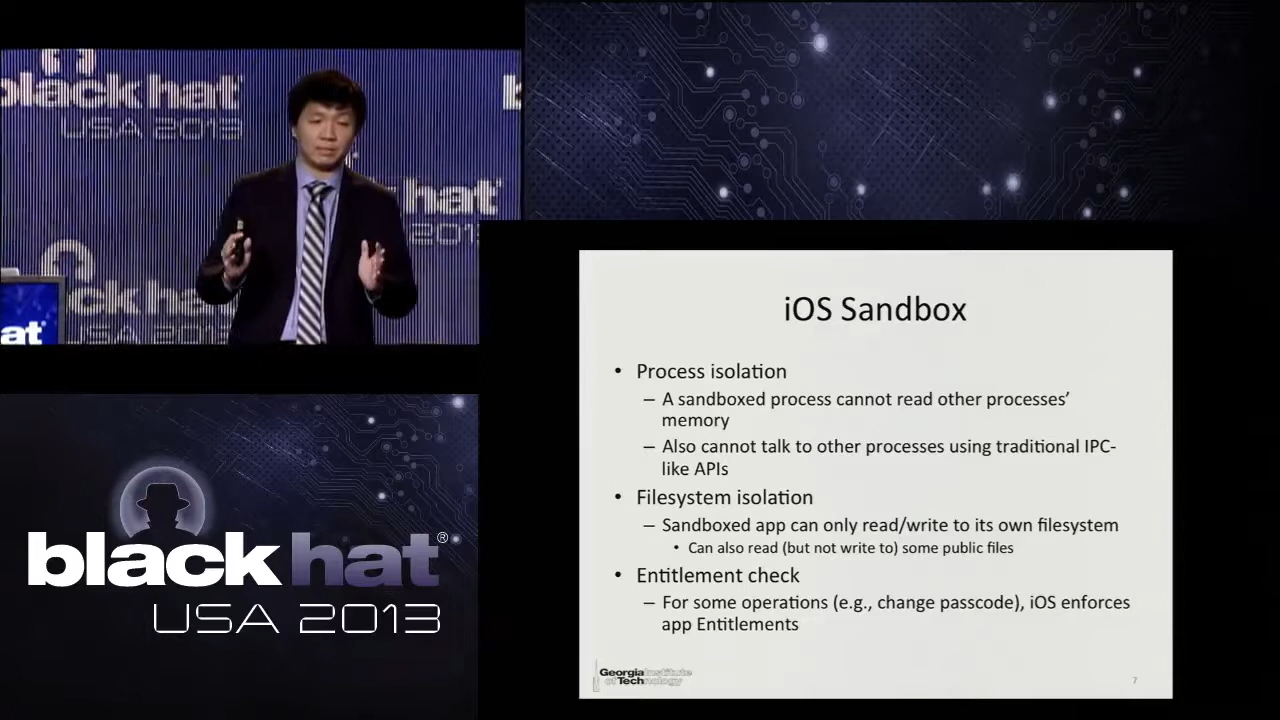 black hat
USA 2013
hat
201
black hat
USA 2013
hat
iOS Sandbox
• Process isolation
– A sandboxed process cannot read other processes’
memory
– Also cannot talk to other processes using traditional IPC-
like APIs
• Filesystem isolation
– Sandboxed app can only read/write to its own filesystem
• Can also read (but not write to) some public files
• Entitlement check
– For some operations (e.g., change passcode), iOS enforces
app Entitlements
Georgia Institute
of Technology
7
black hat®
USA 2013